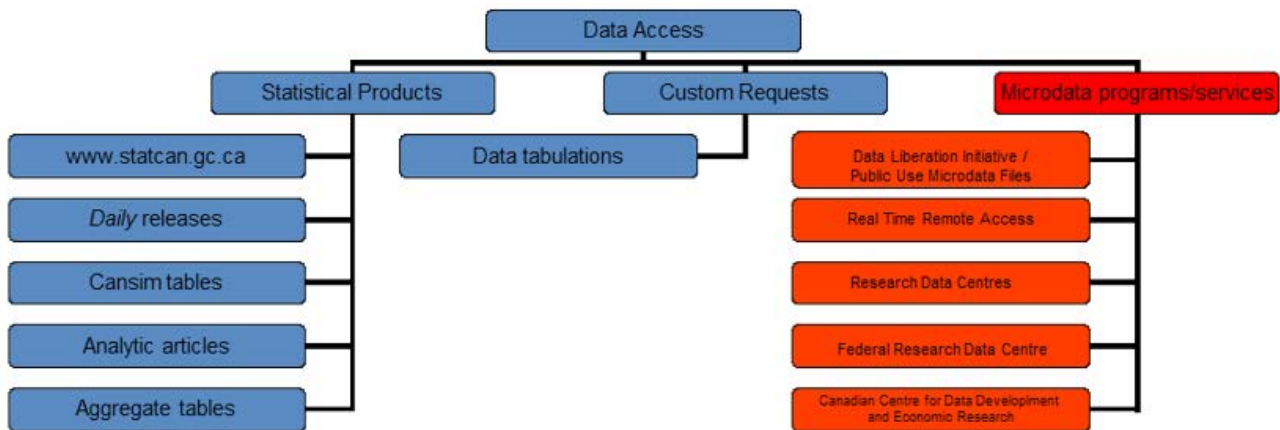 Data Access
Statistical Products
Custom Requests
Microdata programs/services
www.statcan.gc.ca
Daily releases
Cansim tables
Analytic articles
Aggregate tables
Data tabulations
Data Liberation Initiative /
Public Use Microdata Files
Real Time Remote Access
Research Data Centres
Federal Research Data Centre
Canadian Centre for Data Developlment
and Economic Research